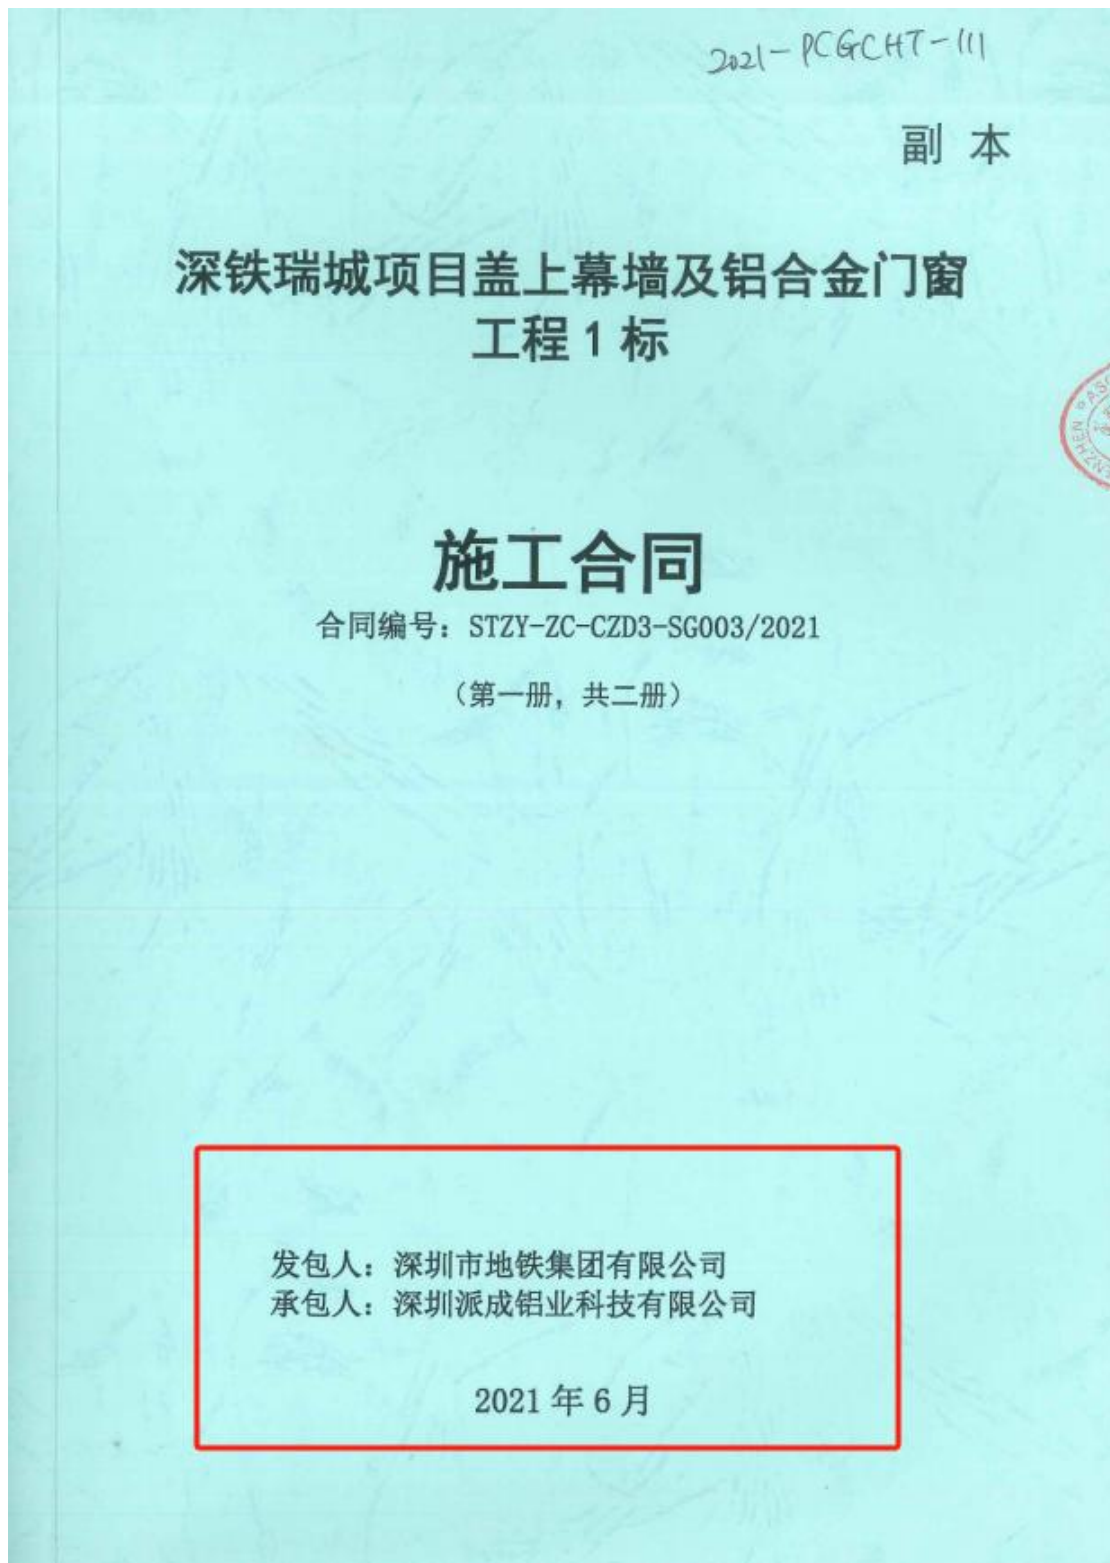 2021-PCGCHT-111
副 本
深铁瑞城项目盖上幕墙及铝合金门窗
工程 1 标
施工合同
合同编号：STZY-ZC-CZD3-SG003/2021
（第一册，共二册）
发包人：深圳市地铁集团有限公司
承包人：深圳派成铝业科技有限公司
2021 年 6 月